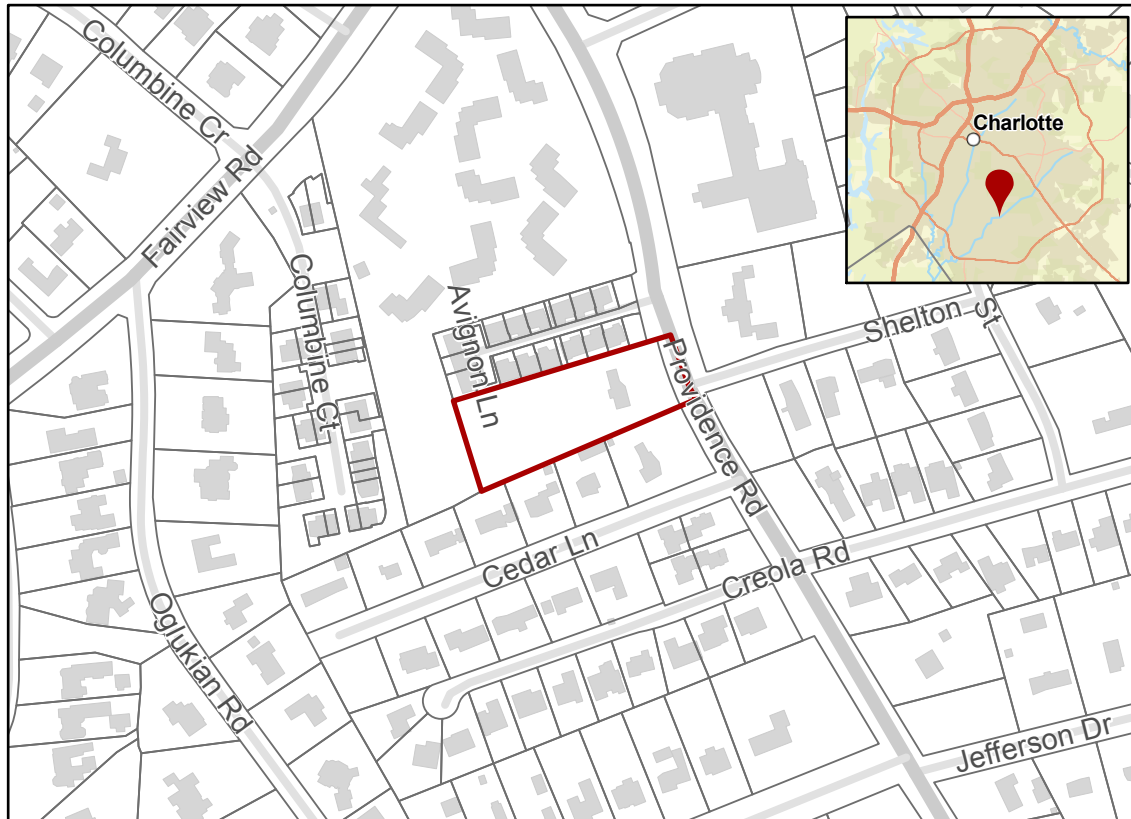 Columbine Cr
Fairview Rd
Charlotte
Columbine Ct
Avignon Ln
Shelton
St
Providence Rd
Cedar Ln
Creola Rd
Oglukian Rd
Jefferson Dr